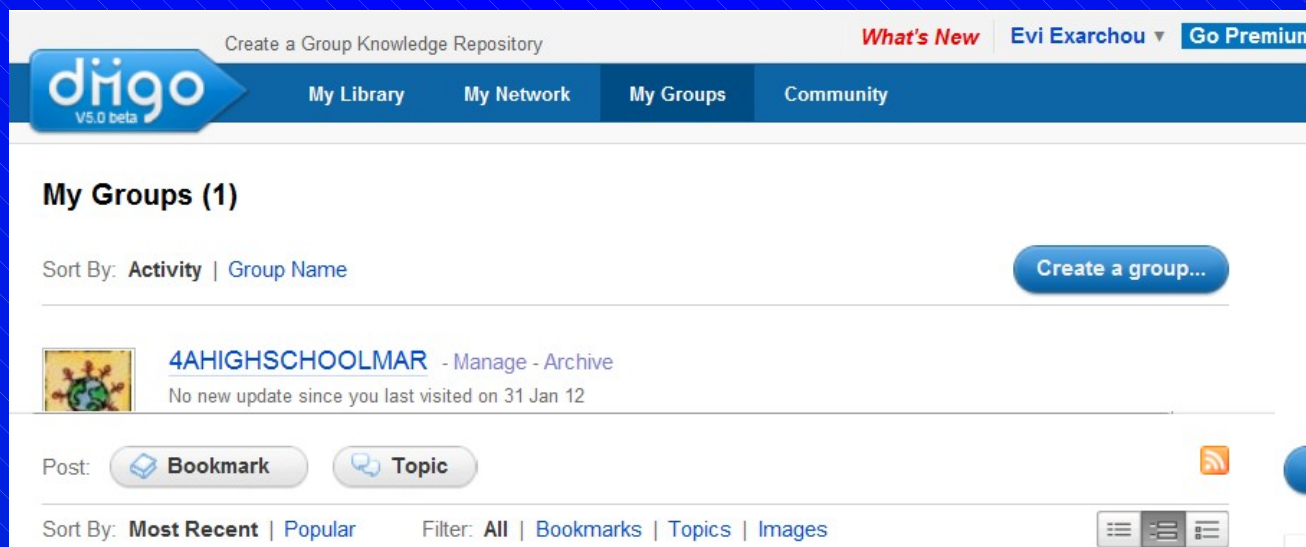 Create a Group Knowledge Repository
What's New
Evi Exarchou ▼
Go Premium
diigo
V5.0 beta
My Library
My Network
My Groups
Community
My Groups (1)
Sort By: Activity | Group Name
Create a group...
4AHIGHSCHOOLMAR - Manage - Archive
No new update since you last visited on 31 Jan 12
Post: Bookmark Topic
Sort By: Most Recent | Popular Filter: All | Bookmarks | Topics | Images